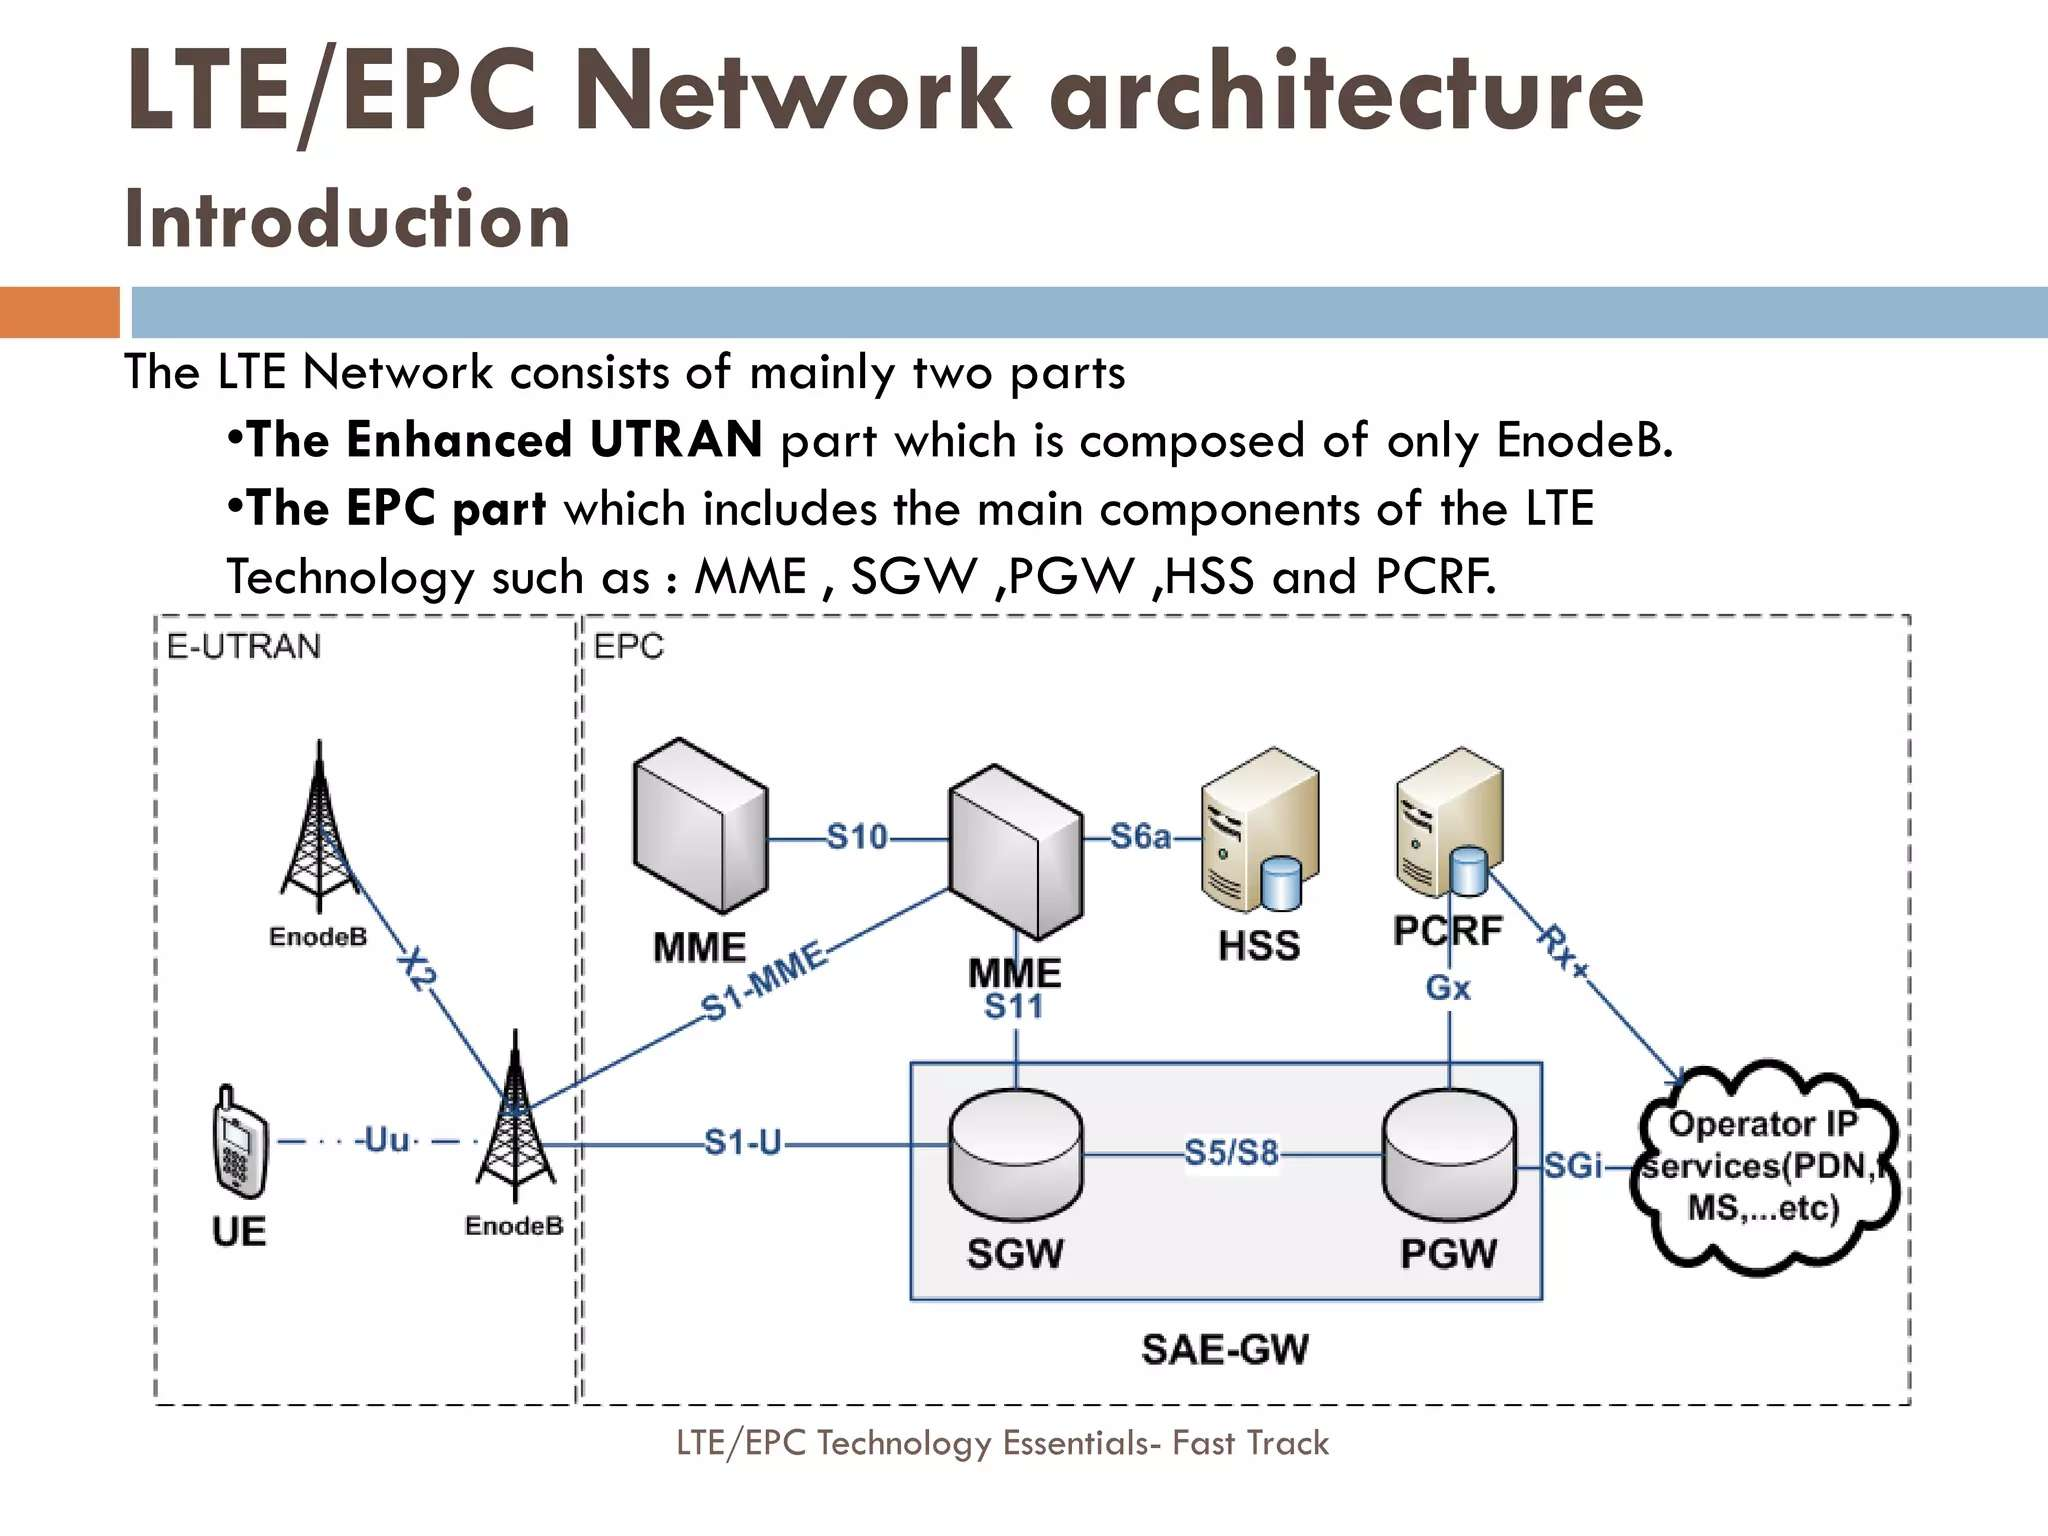 LTE/EPC Network architecture
Introduction
The LTE Network consists of mainly two parts
•The Enhanced UTRAN part which is composed of only EnodeB.
•The EPC part which includes the main components of the LTE
Technology such as : MME , SGW ,PGW ,HSS and PCRF.
E-UTRAN
EPC
S10
S6a
EnodeB
MME
MME
HSS
PCRF
X2
S1-MME
S11
Gx
Rx+
Uu
S1-U
S5/S8
SGi
Operator IP
services(PDN,I
MS,...etc)
UE
EnodeB
SGW
PGW
SAE-GW
LTE/EPC Technology Essentials- Fast Track